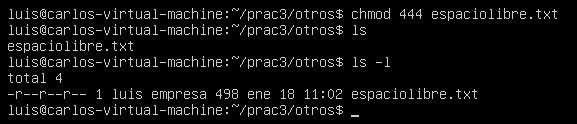 luis@carlos-virtual-machine:~/prac3/otros$ chmod 444 espaciolibre.txt
luis@carlos-virtual-machine:~/prac3/otros$ ls
espaciolibre.txt
luis@carlos-virtual-machine:~/prac3/otros$ ls -l
total 4
-r--r--r-- 1 luis empresa 498 ene 18 11:02 espaciolibre.txt
luis@carlos-virtual-machine:~/prac3/otros$ _